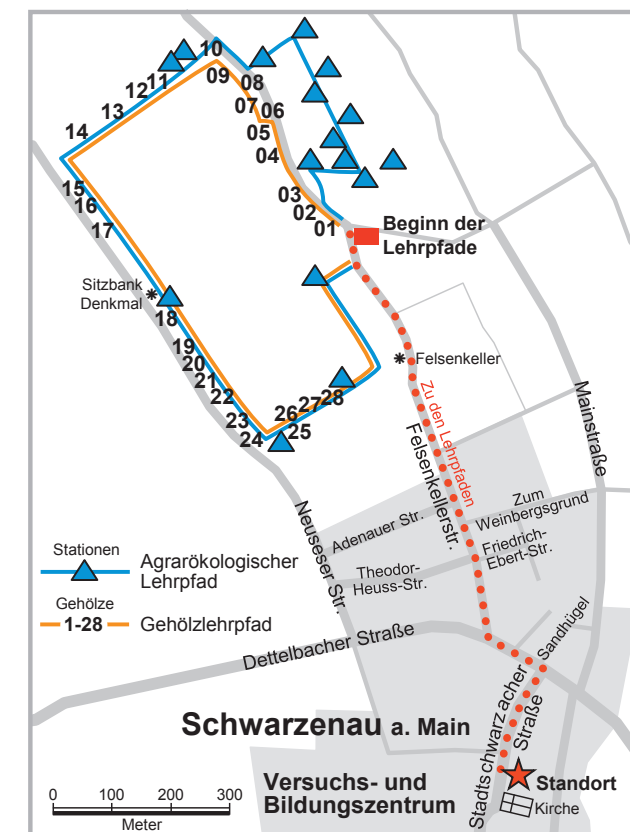 10
09
08
11
12
13
14
07
06
05
04
03
02
01
15
16
17
Beginn der
Lehrpfade
Sitzbank
Denkmal
18
19
20
21
22
23
24
25
26
27
28
Felsenkeller
Zu den Lehrpfaden
Felsenkellerstr.
Mainstraße
Zum
Weinbergsgrund
Adenauer Str.
Friedrich-
Ebert-Str.
Theodor-
Heuss-Str.
Neuseser Str.
Stationen
Agrarökologischer
Lehrpfad
Gehölze
1-28
Gehölzlehrpfad
Dettelbacher Straße
Sandhügel
Stadtschwarzacher
Straße
Schwarzenau a. Main
Versuchs- und
Bildungszentrum
Standort
Kirche
0 100 200 300
Meter